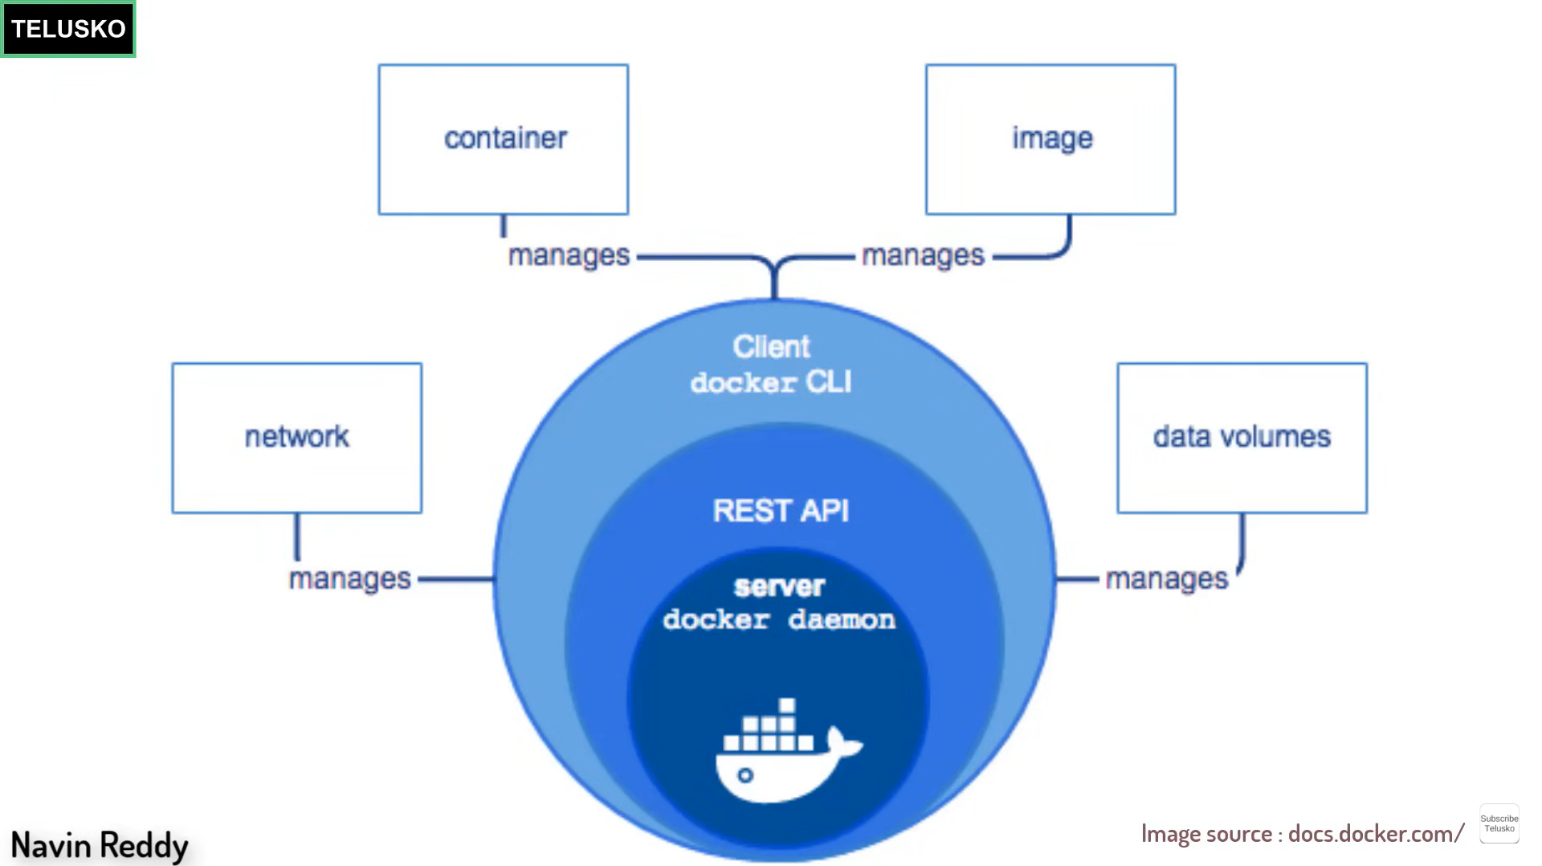 TELUSKO
container
image
manages
manages
Client
docker CLI
network
data volumes
REST API
manages
server
docker daemon
manages
Navin Reddy
Image source : docs.docker.com/
Subscribe
Telusko